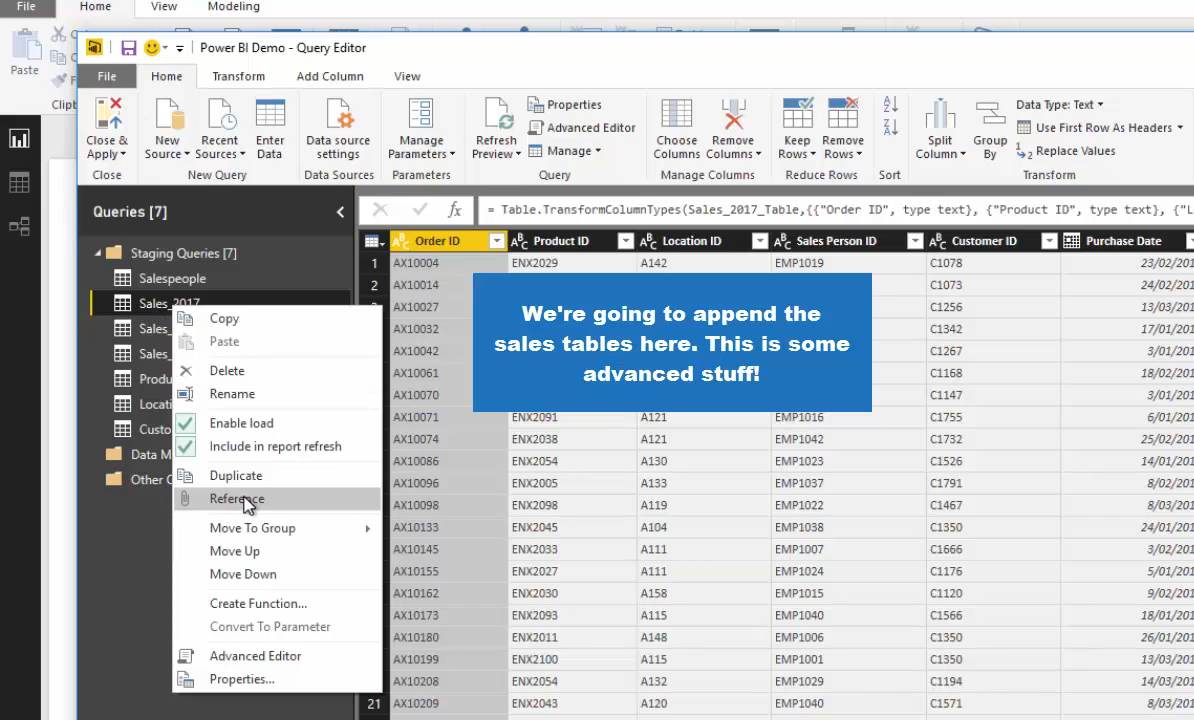 File Home View Modeling
Power BI Demo - Query Editor
Paste
File Home Transform Add Column View
Close & Apply
New Source
Recent Sources
Enter Data
Data source settings
Manage Parameters
Refresh Preview
Properties
Advanced Editor
Manage
Choose Columns
Remove Columns
Keep Rows
Remove Rows
Split Column
Group By
Data Type: Text
Use First Row As Headers
Replace Values
Close New Query Data Sources Parameters Query Manage Columns Reduce Rows Sort Transform
Queries [7]
fx = Table.TransformColumnTypes(Sales_2017_Table,{{"Order ID", type text}, {"Product ID", type text}, {"L
Staging Queries [7]
Salespeople
Sales_2017
Sales_
Sales_
Produ
Locati
Custo
Data M
Other
Copy
Paste
Delete
Rename
Enable load
Include in report refresh
Duplicate
Reference
Move To Group
Move Up
Move Down
Create Function...
Convert To Parameter
Advanced Editor
Properties...
Order ID Product ID Location ID Sales Person ID Customer ID Purchase Date
1 AX10004 ENX2029 A142 EMP1019 C1078 23/02/201
2 AX10014 C1073 24/02/201
AX10027 C1256 13/03/201
AX10032 C1342 17/01/201
AX10042 C1267 3/01/201
AX10061 C1168 18/02/201
AX10070 C1147 3/01/201
AX10071 ENX2091 A121 EMP1016 C1755 6/01/201
AX10074 ENX2038 A121 EMP1042 C1732 25/02/201
AX10086 ENX2054 A130 EMP1023 C1526 14/01/201
AX10096 ENX2005 A133 EMP1037 C1791 8/02/201
AX10098 ENX2098 A119 EMP1022 C1467 8/03/201
AX10133 ENX2045 A104 EMP1038 C1350 24/01/201
AX10145 ENX2033 A111 EMP1007 C1666 3/02/201
AX10155 ENX2027 A111 EMP1024 C1176 5/01/201
AX10162 ENX2030 A158 EMP1015 C1120 9/02/201
AX10173 ENX2093 A115 EMP1040 C1566 18/01/201
AX10180 ENX2011 A148 EMP1006 C1350 26/01/201
AX10199 ENX2100 A115 EMP1001 C1350 13/03/201
AX10208 ENX2054 A132 EMP1029 C1194 14/03/201
21 AX10209 ENX2043 A120 EMP1040 C1571 8/03/201
We're going to append the
sales tables here. This is some
advanced stuff!